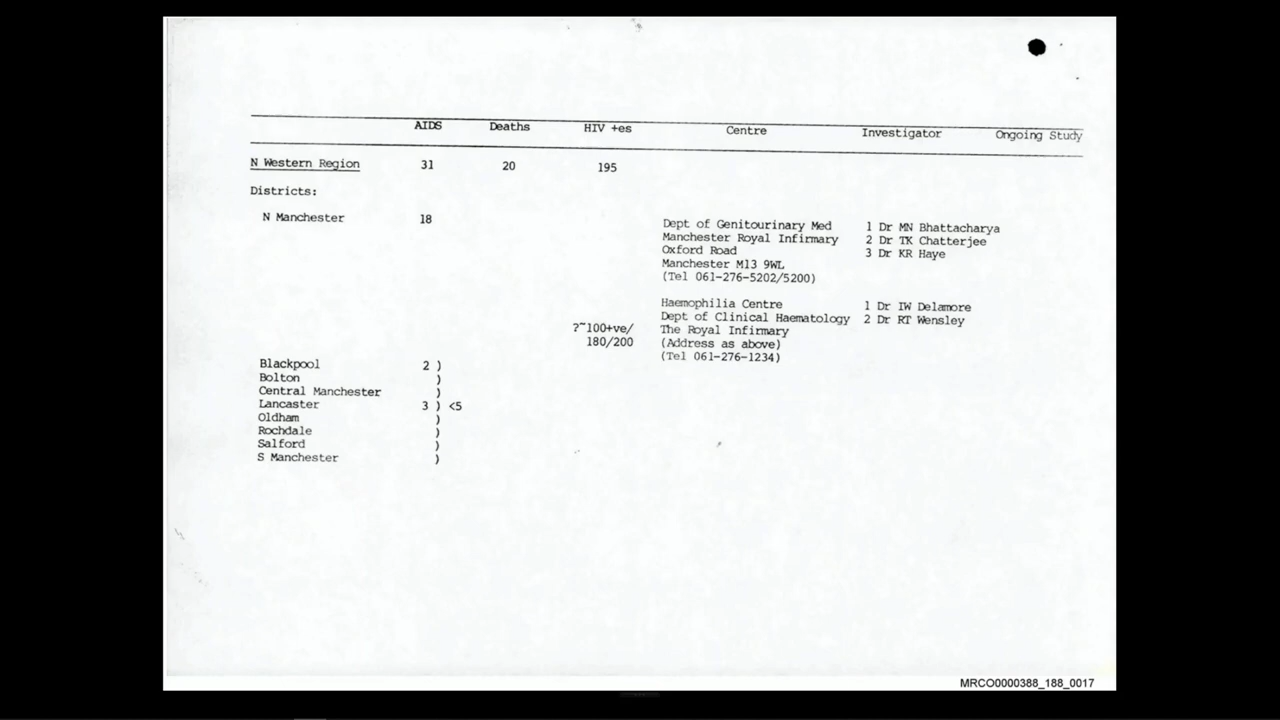 AIDS Deaths HIV +es Centre Investigator Ongoing Study
N Western Region 31 20 195
Districts:
N Manchester 18
Dept of Genitourinary Med 1 Dr MN Bhattacharya
Manchester Royal Infirmary 2 Dr TK Chatterjee
Oxford Road 3 Dr KR Haye
Manchester M13 9WL
(Tel 061-276-5202/5200)
Haemophilia Centre 1 Dr IW Delamore
Dept of Clinical Haematology 2 Dr RT Wensley
?~100+ve/ The Royal Infirmary
180/200 (Address as above)
(Tel 061-276-1234)
Blackpool 2 )
Bolton )
Central Manchester )
Lancaster 3 ) <5
Oldham )
Rochdale )
Salford )
S Manchester )
MRCO0000388_188_0017